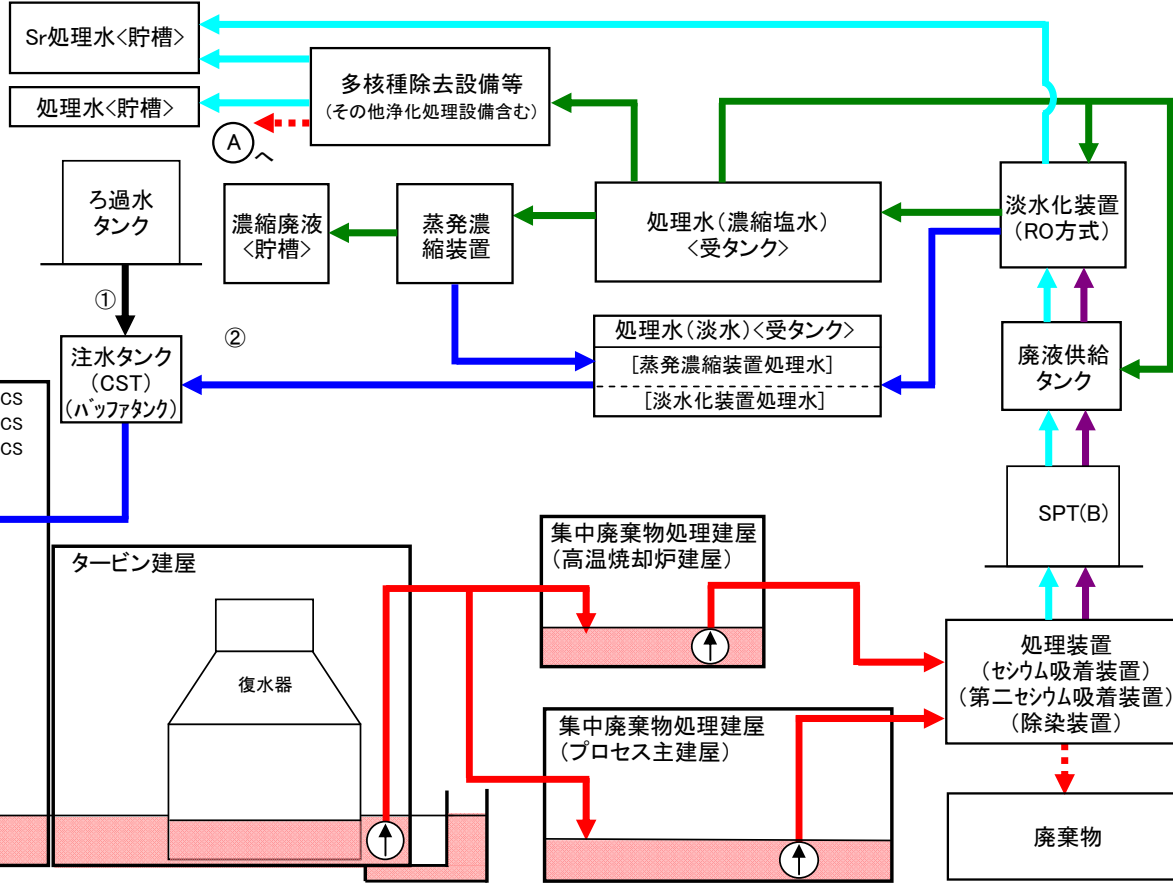 Sr処理水<貯槽>
処理水<貯槽>
多核種除去設備等
(その他浄化処理設備含む)
A
へ
ろ過水
タンク
①
濃縮廃液
<貯槽>
蒸発濃
縮装置
処理水(濃縮塩水)
<受タンク>
淡水化装置
(RO方式)
②
処理水(淡水)<受タンク>
[蒸発濃縮装置処理水]
[淡水化装置処理水]
注水タンク
(CST)
(バッファタンク)
廃液供給
タンク
CS
CS
CS
SPT(B)
タービン建屋
復水器
集中廃棄物処理建屋
(高温焼却炉建屋)
集中廃棄物処理建屋
(プロセス主建屋)
処理装置
(セシウム吸着装置)
(第二セシウム吸着装置)
(除染装置)
廃棄物